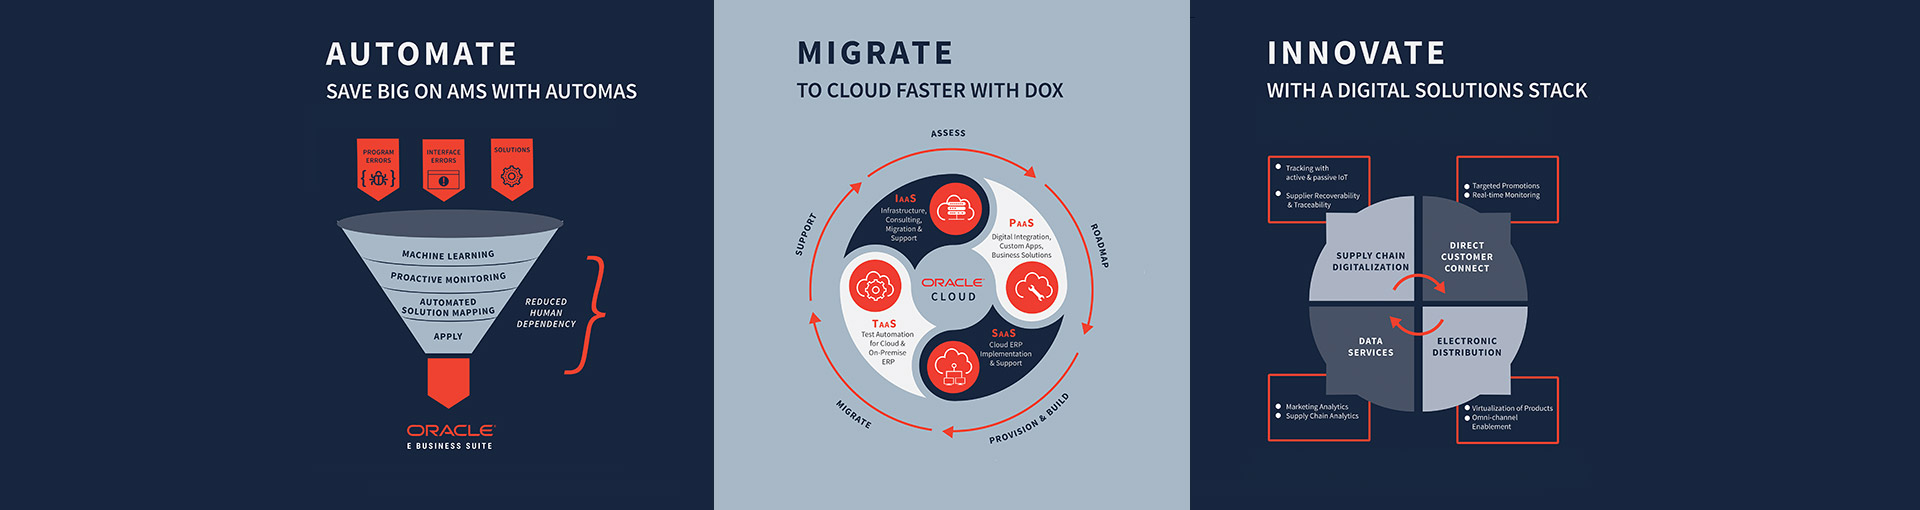 AUTOMATE
SAVE BIG ON AMS WITH AUTOMAS
PROGRAM
ERRORS
INTERFACE
ERRORS
SOLUTIONS
MACHINE LEARNING
PROACTIVE MONITORING
AUTOMATED
SOLUTION MAPPING
APPLY
REDUCED
HUMAN
DEPENDENCY
ORACLE
E BUSINESS SUITE
MIGRATE
TO CLOUD FASTER WITH DOX
ASSESS
ROADMAP
PROVISION & BUILD
MIGRATE
SUPPORT
IAAS
Infrastructure,
Consulting,
Migration &
Support
PAAS
Digital Integration,
Custom Apps,
Business Solutions
ORACLE
CLOUD
TAAS
Test Automation
for Cloud &
On-Premise
ERP
SAAS
Cloud ERP
Implementation
& Support
INNOVATE
WITH A DIGITAL SOLUTIONS STACK
Tracking with
active & passive IoT
Supplier Recoverability
& Traceability
Targeted Promotions
Real-time Monitoring
SUPPLY CHAIN
DIGITALIZATION
DIRECT
CUSTOMER
CONNECT
DATA
SERVICES
ELECTRONIC
DISTRIBUTION
Marketing Analytics
Supply Chain Analytics
Virtualization of Products
Omni-channel
Enablement